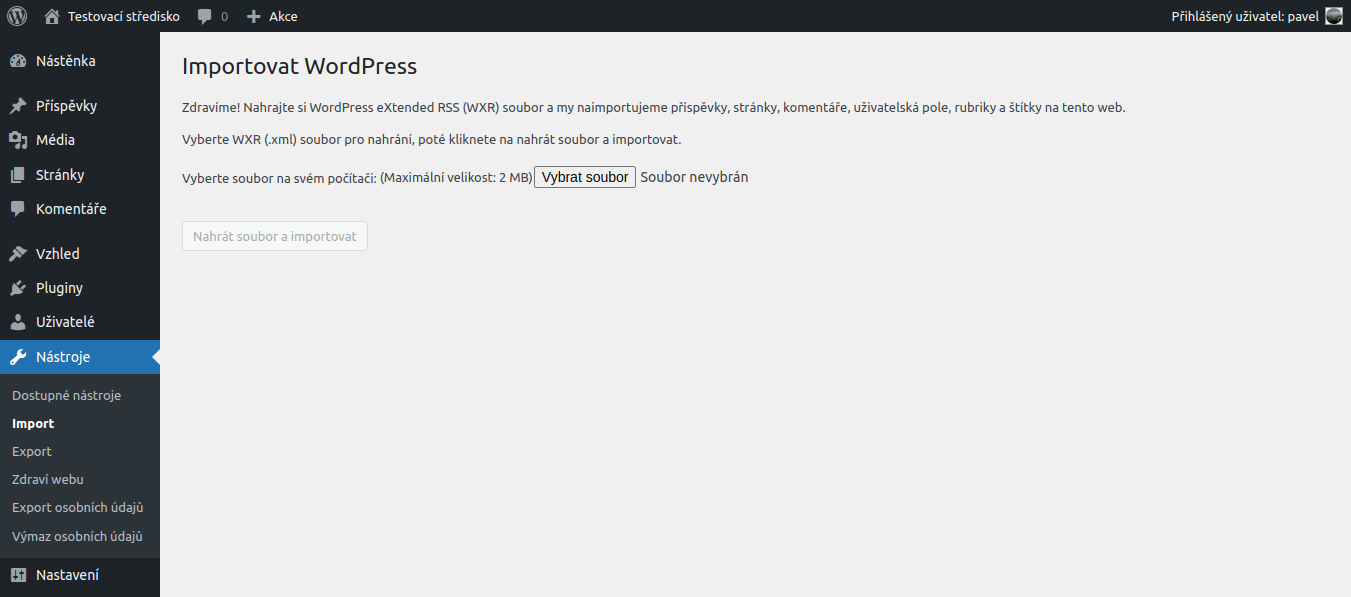 Testovací středisko 0 Akce Přihlášený uživatel: pavel
Nástěnka
Příspěvky
Média
Stránky
Komentáře
Vzhled
Pluginy
Uživatelé
Nástroje
Dostupné nástroje
Import
Export
Zdraví webu
Export osobních údajů
Výmaz osobních údajů
Nastavení
Importovat WordPress
Zdravíme! Nahrajte si WordPress eXtended RSS (WXR) soubor a my naimportujeme příspěvky, stránky, komentáře, uživatelská pole, rubriky a štítky na tento web.
Vyberte WXR (.xml) soubor pro nahrání, poté kliknete na nahrát soubor a importovat.
Vyberte soubor na svém počítači: (Maximální velikost: 2 MB) Vybrat soubor Soubor nevybrán
Nahrát soubor a importovat